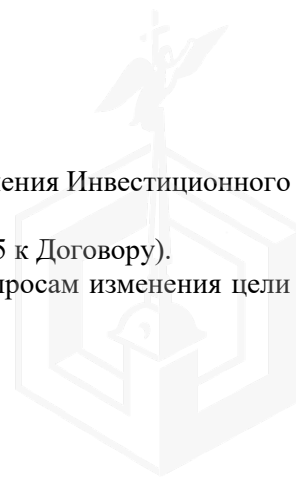 ения Инвестиционного
5 к Договору).
просам изменения цели